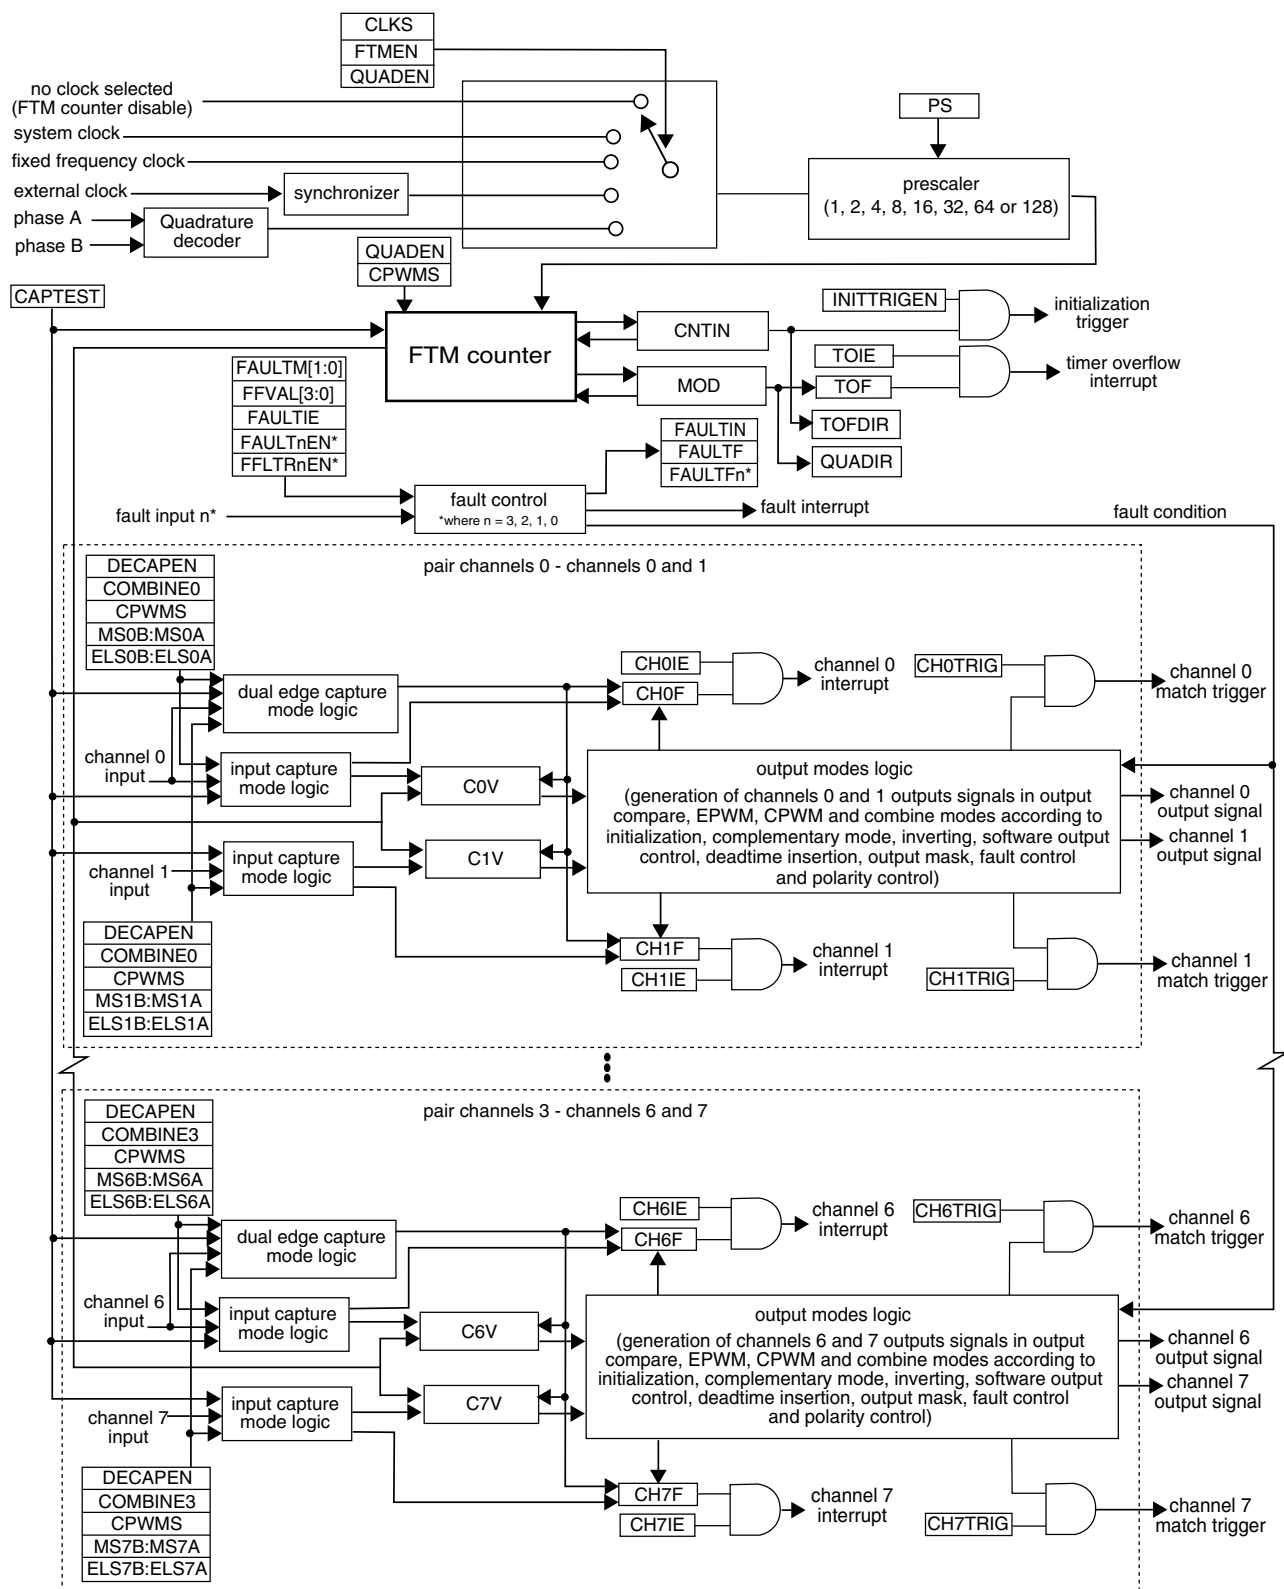 CLKS
FTMEN
QUADEN
no clock selected
(FTM counter disable)
system clock
fixed frequency clock
external clock
synchronizer
phase A
phase B
Quadrature
decoder
PS
prescaler
(1, 2, 4, 8, 16, 32, 64 or 128)
QUADEN
CPWMS
CAPTEST
FTM counter
CNTIN
MOD
INITTRIGEN
initialization
trigger
TOIE
TOF
timer overflow
interrupt
TOFDIR
QUADIR
FAULTM[1:0]
FFVAL[3:0]
FAULTIE
FAULTnEN*
FFLTRnEN*
FAULTIN
FAULTF
FAULTFn*
fault input n*
fault control
*where n = 3, 2, 1, 0
fault interrupt
fault condition
pair channels 0 - channels 0 and 1
DECAPEN
COMBINE0
CPWMS
MS0B:MS0A
ELS0B:ELS0A
dual edge capture
mode logic
channel 0
input
input capture
mode logic
channel 1
input
input capture
mode logic
C0V
C1V
CH0IE
CH0F
channel 0
interrupt
CH0TRIG
channel 0
match trigger
output modes logic
(generation of channels 0 and 1 outputs signals in output
compare, EPWM, CPWM and combine modes according to
initialization, complementary mode, inverting, software output
control, deadtime insertion, output mask, fault control
and polarity control)
channel 0
output signal
channel 1
output signal
CH1F
CH1IE
channel 1
interrupt
CH1TRIG
channel 1
match trigger
DECAPEN
COMBINE0
CPWMS
MS1B:MS1A
ELS1B:ELS1A
pair channels 3 - channels 6 and 7
DECAPEN
COMBINE3
CPWMS
MS6B:MS6A
ELS6B:ELS6A
dual edge capture
mode logic
channel 6
input
input capture
mode logic
channel 7
input
input capture
mode logic
C6V
C7V
CH6IE
CH6F
channel 6
interrupt
CH6TRIG
channel 6
match trigger
output modes logic
(generation of channels 6 and 7 outputs signals in output
compare, EPWM, CPWM and combine modes according to
initialization, complementary mode, inverting, software output
control, deadtime insertion, output mask, fault control
and polarity control)
channel 6
output signal
channel 7
output signal
CH7F
CH7IE
channel 7
interrupt
CH7TRIG
channel 7
match trigger
DECAPEN
COMBINE3
CPWMS
MS7B:MS7A
ELS7B:ELS7A